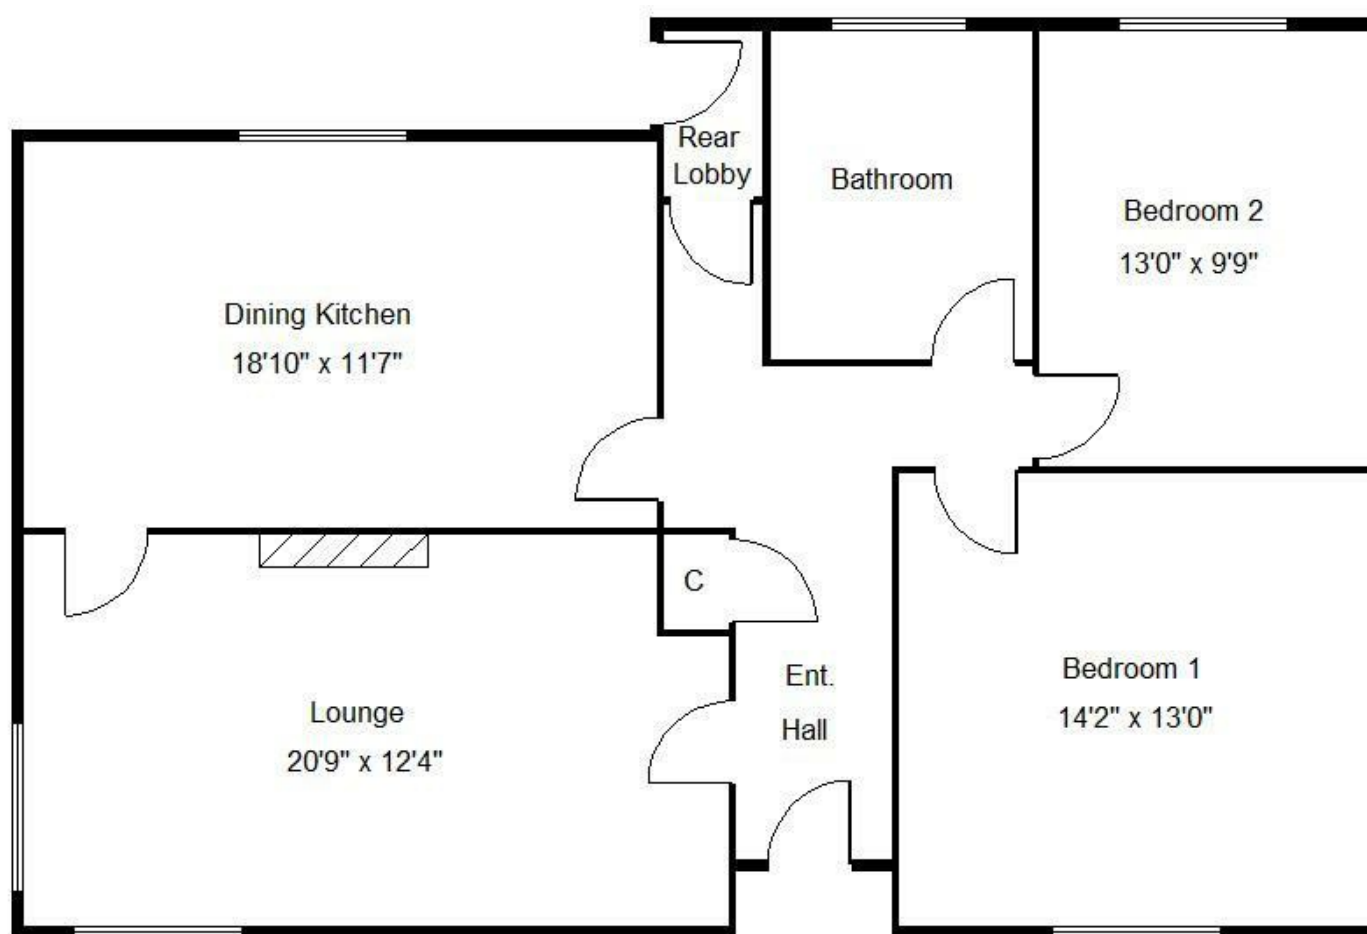 Rear
Lobby
Bathroom
Bedroom 2
13'0" x 9'9"
Dining Kitchen
18'10" x 11'7"
C
Ent.
Hall
Bedroom 1
14'2" x 13'0"
Lounge
20'9" x 12'4"